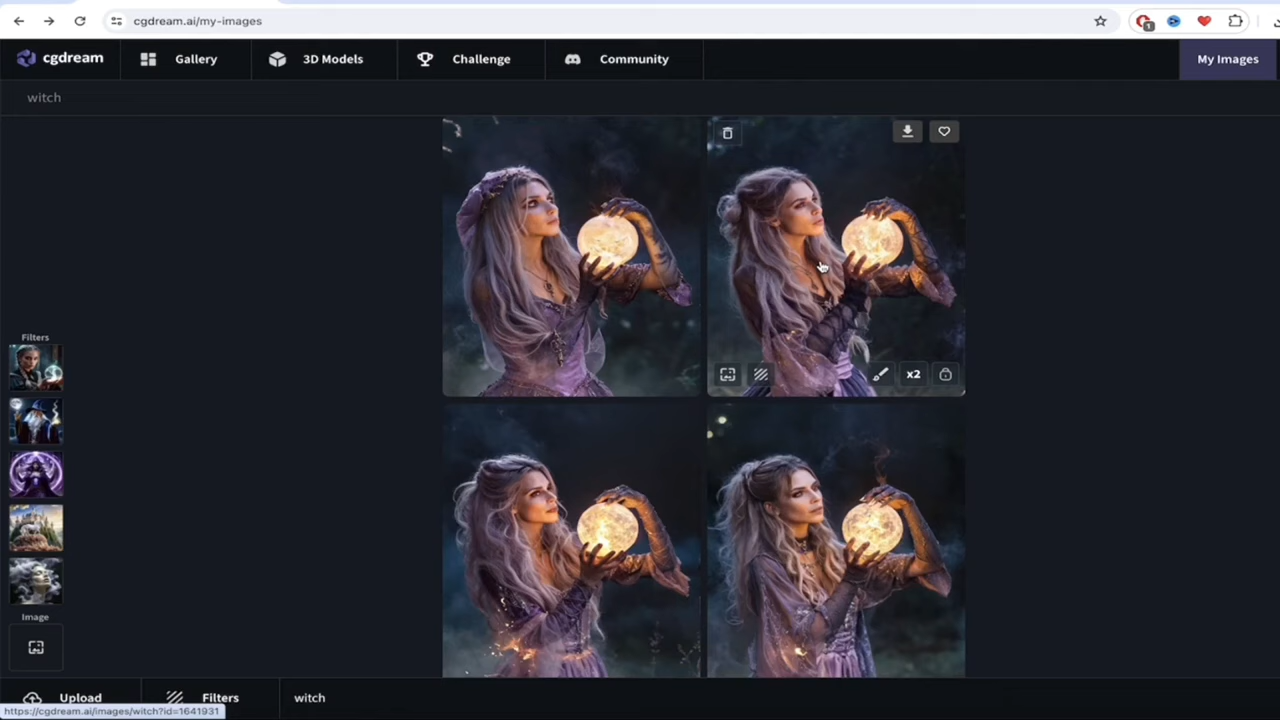 cgdream.ai/my-images
1
cgdream
Gallery
3D Models
Challenge
Community
My Images
witch
x2
Filters
Image
Upload
Filters
witch
https://cgdream.ai/images/witch?id=1641931